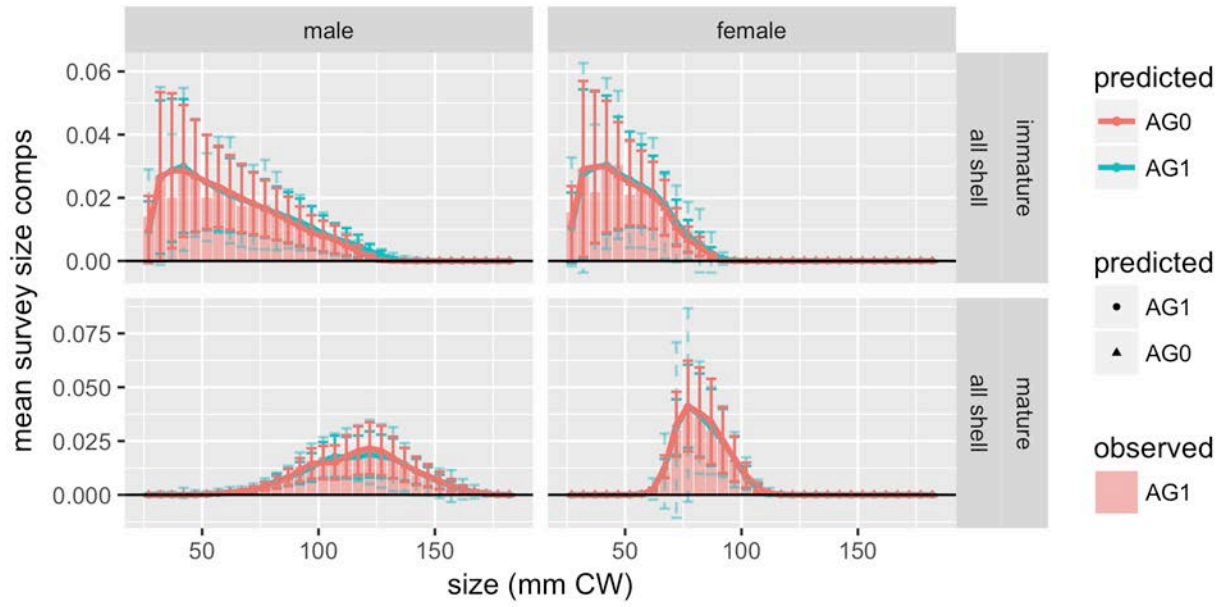 male
female
0.06
0.04
0.02
0.00
0.075
0.050
0.025
0.000
mean survey size comps
50
100
150
50
100
150
size (mm CW)
immature
all shell
mature
all shell
predicted
AG0
AG1
predicted
AG1
AG0
observed
AG1